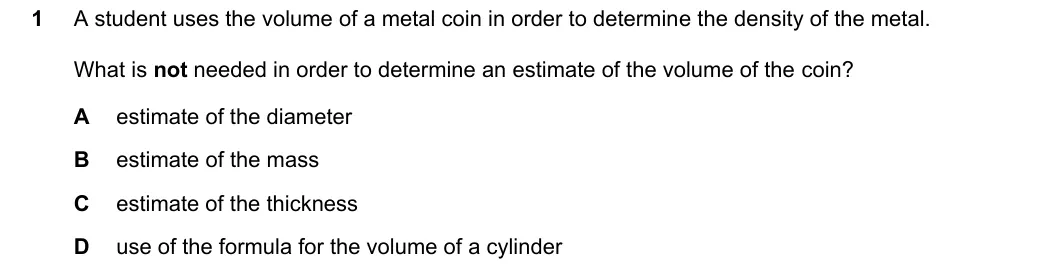 1 A student uses the volume of a metal coin in order to determine the density of the metal.
What is not needed in order to determine an estimate of the volume of the coin?
A estimate of the diameter
B estimate of the mass
C estimate of the thickness
D use of the formula for the volume of a cylinder